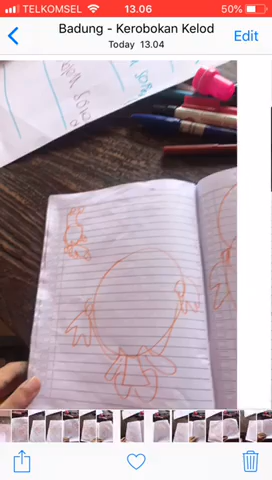 TELKOMSEL
13.06
50%
Badung - Kerobokan Kelod
Today 13.04
Edit